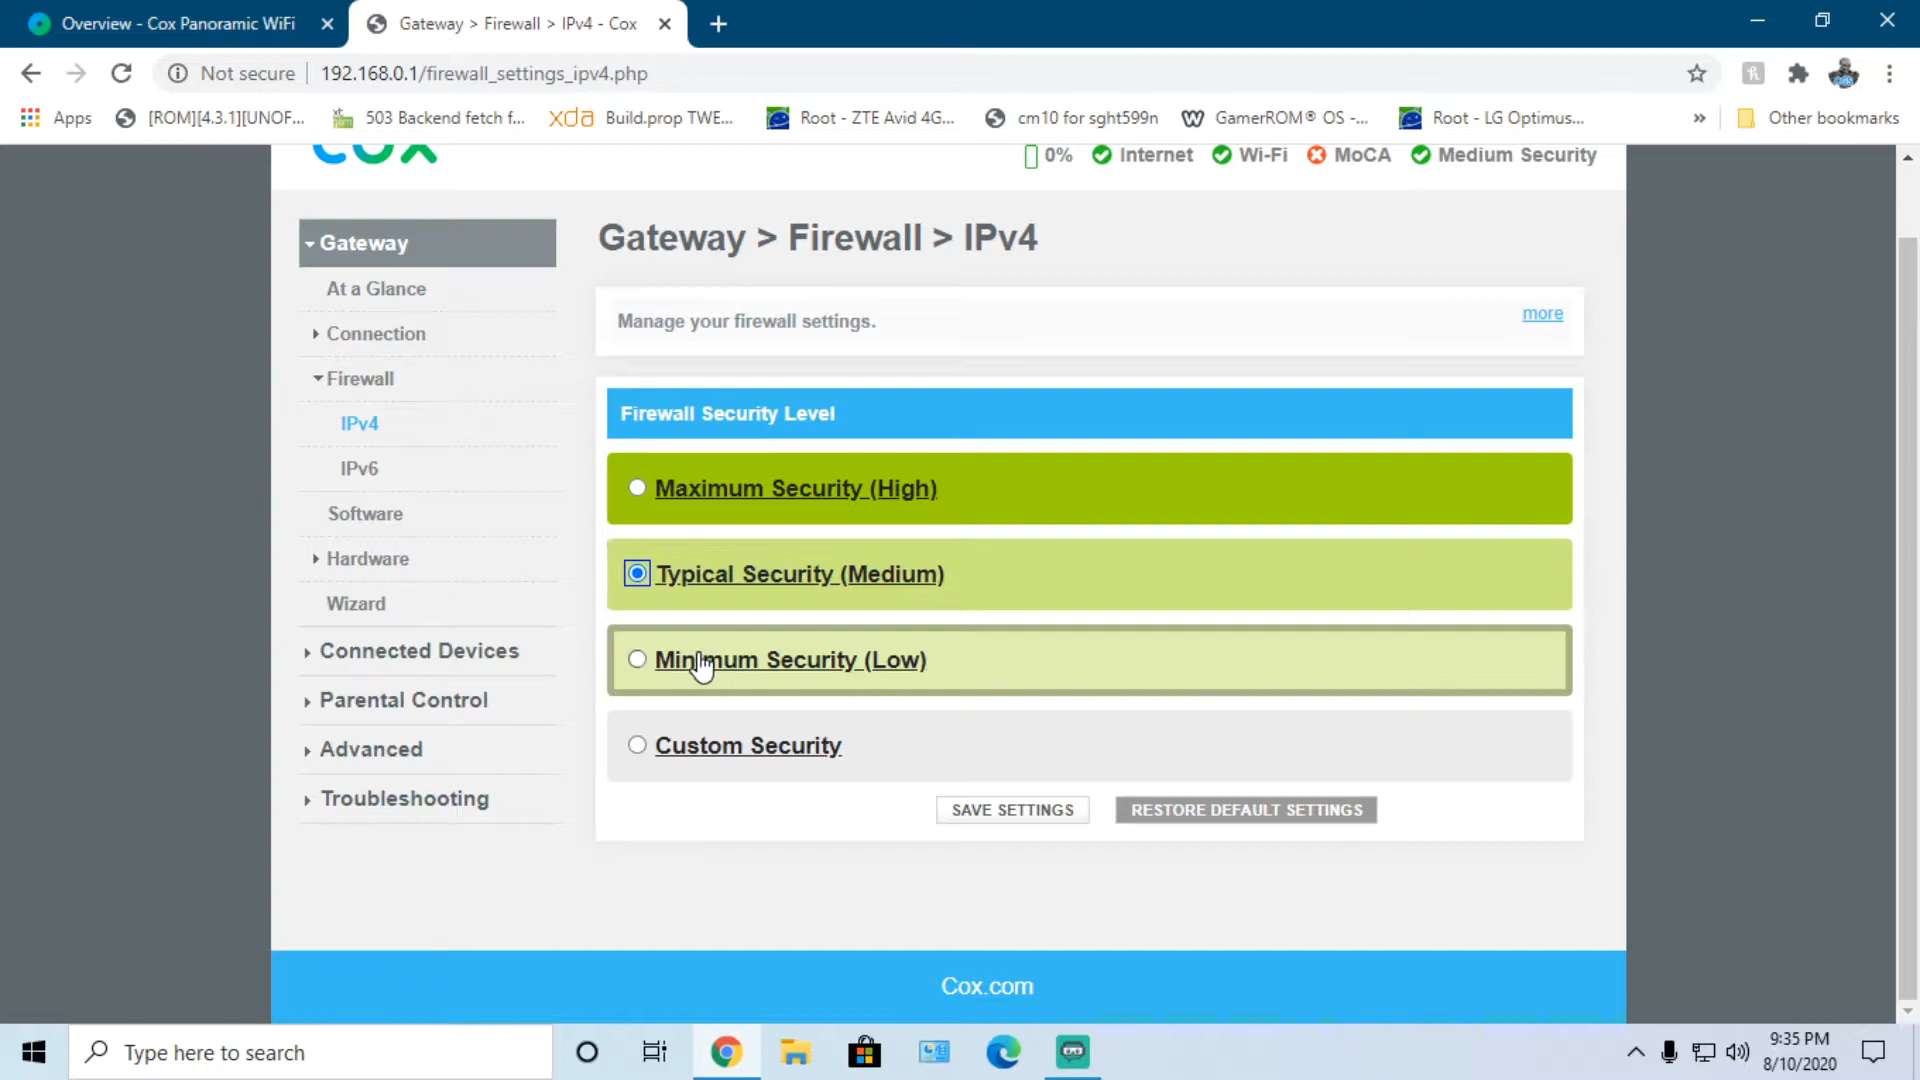 Overview - Cox Panoramic WiFi
Gateway > Firewall > IPv4 - Cox
Not secure
192.168.0.1/firewall_settings_ipv4.php
Apps
[ROM][4.3.1][UNOF...
503 Backend fetch f...
xda
Build.prop TWE...
Root - ZTE Avid 4G...
cm10 for sght599n
GamerROM® OS -...
Root - LG Optimus...
»
Other bookmarks
cox
0%
Internet
Wi-Fi
MoCA
Medium Security
Gateway
At a Glance
Connection
Firewall
IPv4
IPv6
Software
Hardware
Wizard
Connected Devices
Parental Control
Advanced
Troubleshooting
Gateway > Firewall > IPv4
Manage your firewall settings.
more
Firewall Security Level
Maximum Security (High)
Typical Security (Medium)
Minimum Security (Low)
Custom Security
SAVE SETTINGS
RESTORE DEFAULT SETTINGS
Cox.com
Type here to search
9:35 PM
8/10/2020